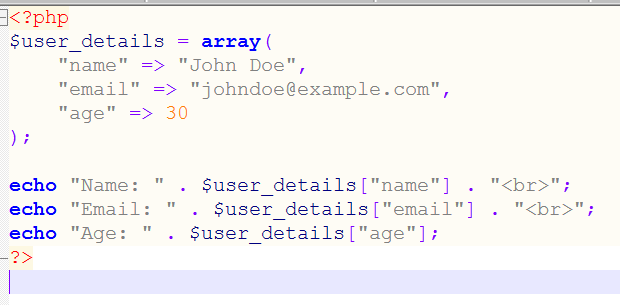 <?php
$user_details = array(
    "name" => "John Doe",
    "email" => "johndoe@example.com",
    "age" => 30
);

echo "Name: " . $user_details["name"] . "<br>";
echo "Email: " . $user_details["email"] . "<br>";
echo "Age: " . $user_details["age"];
?>